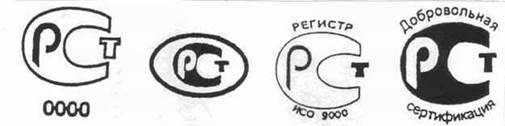 РСТ
0000
РСТ
РЕГИСТР
РСТ
ИСО 9000
Добровольная
РСТ
сертификация